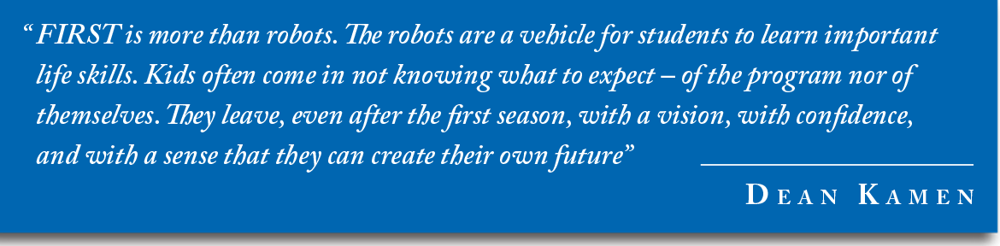 “FIRST is more than robots. The robots are a vehicle for students to learn important
life skills. Kids often come in not knowing what to expect – of the program nor of
themselves. They leave, even after the first season, with a vision, with confidence,
and with a sense that they can create their own future”
DEAN KAMEN